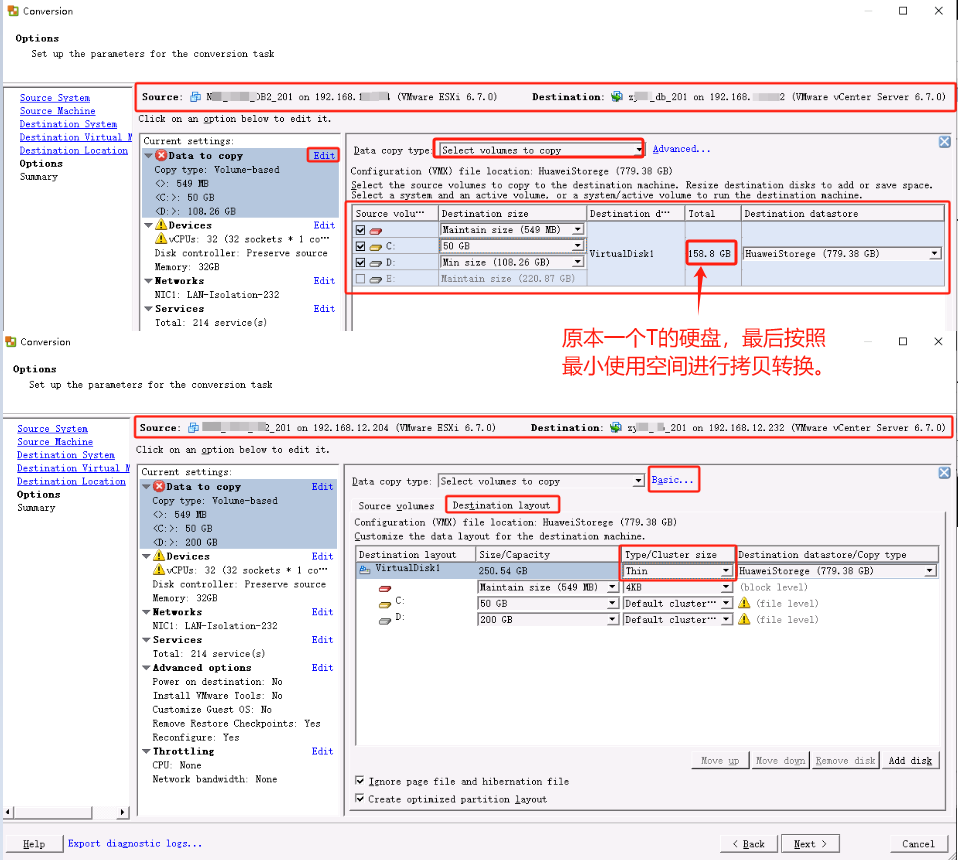 Conversion
Options
Set up the parameters for the conversion task
Source System
Source Machine
Destination System
Destination Virtual M
Destination Location
Options
Summary
Source: DB2_201 on 192.168.1 (VMware ESXi 6.7.0) Destination: _db_201 on 192.168. 2 (VMware vCenter Server 6.7.0)
Click on an option below to edit it.
Current settings:
Data to copy Edit
Copy type: Volume-based
<>: 549 MB
<C:>: 50 GB
<D:>: 108.26 GB
Devices Edit
vCPUs: 32 (32 sockets * 1 co···
Disk controller: Preserve source
Memory: 32GB
Networks Edit
NIC1: LAN-Isolation-232
Services Edit
Total: 214 service(s)
Data copy type: Select volumes to copy Advanced...
Configuration (VMX) file location: HuaweiStorege (779.38 GB)
Select the source volumes to copy to the destination machine. Resize destination disks to add or save space.
Select a system and an active volume, or a system/active volume to run the destination machine.
Source volu··· Destination size Destination d··· Total Destination datastore
Maintain size (549 MB)
C: 50 GB
VirtualDisk1 158.8 GB HuaweiStorege (779.38 GB)
D: Min size (108.26 GB)
E: Maintain size (220.87 GB)
原本一个T的硬盘，最后按照
最小使用空间进行拷贝转换。
Conversion
Options
Set up the parameters for the conversion task
Source System
Source Machine
Destination System
Destination Virtual M
Destination Location
Options
Summary
Source: 2_201 on 192.168.12.204 (VMware ESXi 6.7.0) Destination: _201 on 192.168.12.232 (VMware vCenter Server 6.7.0)
Click on an option below to edit it.
Current settings:
Data to copy Edit
Copy type: Volume-based
<>: 549 MB
<C:>: 50 GB
<D:>: 200 GB
Devices Edit
vCPUs: 32 (32 sockets * 1 co···
Disk controller: Preserve source
Memory: 32GB
Networks Edit
NIC1: LAN-Isolation-232
Services Edit
Total: 214 service(s)
Advanced options Edit
Power on destination: No
Install VMware Tools: No
Customize Guest OS: No
Remove Restore Checkpoints: Yes
Reconfigure: Yes
Throttling Edit
CPU: None
Network bandwidth: None
Data copy type: Select volumes to copy Basic...
Source volumes Destination layout
Configuration (VMX) file location: HuaweiStorege (779.38 GB)
Customize the data layout for the destination machine.
Destination layout Size/Capacity Type/Cluster size Destination datastore/Copy type
VirtualDisk1 250.54 GB Thin HuaweiStorege (779.38 GB)
Maintain size (549 MB) 4KB (block level)
C: 50 GB Default cluster··· (file level)
D: 200 GB Default cluster··· (file level)
Move up Move down Remove disk Add disk
Ignore page file and hibernation file
Create optimized partition layout
Help Export diagnostic logs... < Back Next > Cancel